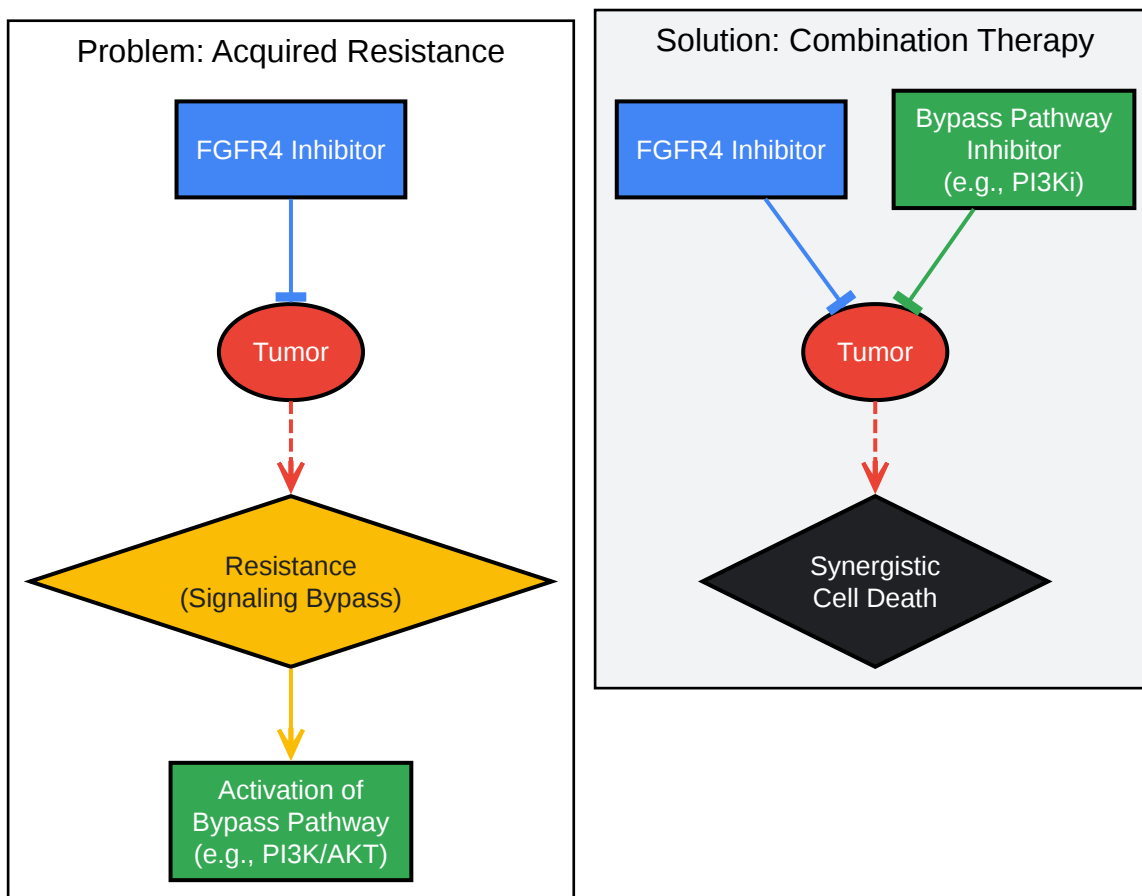 Problem: Acquired Resistance
FGFR4 Inhibitor
Tumor
Resistance
(Signaling Bypass)
Activation of
Bypass Pathway
(e.g., PI3K/AKT)
Solution: Combination Therapy
FGFR4 Inhibitor
Bypass Pathway
Inhibitor
(e.g., PI3Ki)
Tumor
Synergistic
Cell Death